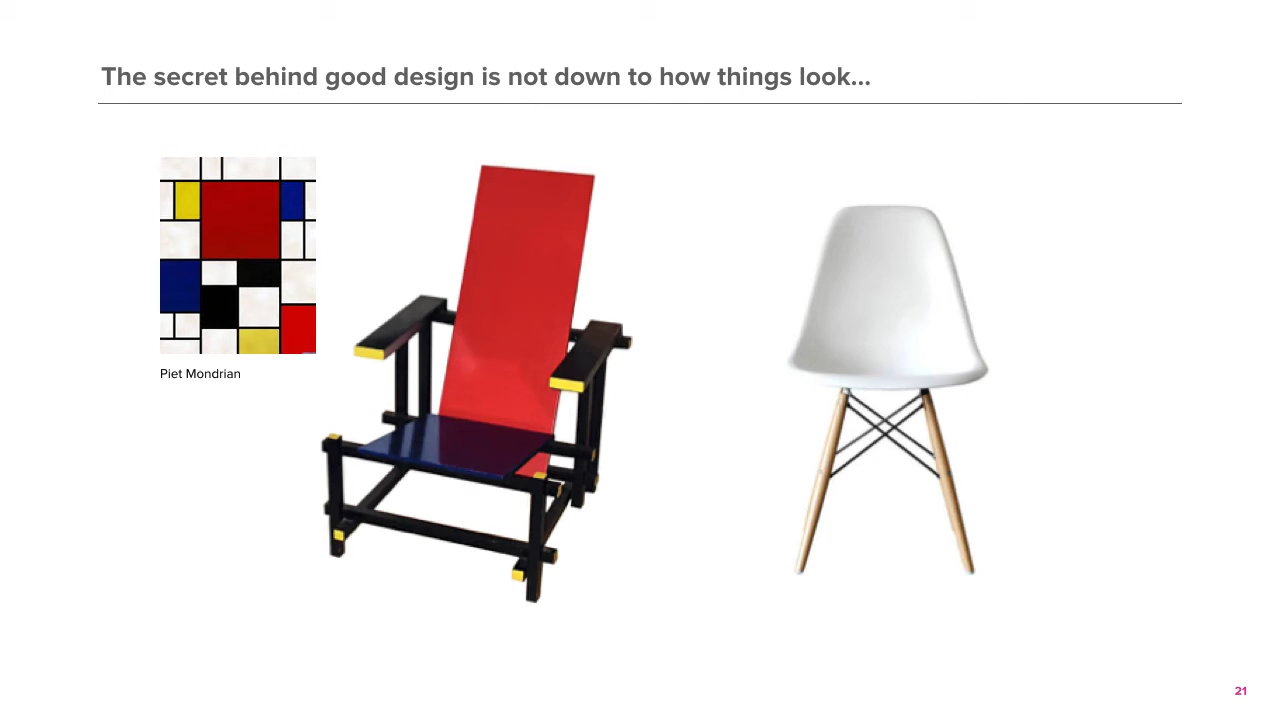 The secret behind good design is not down to how things look...
Piet Mondrian
21